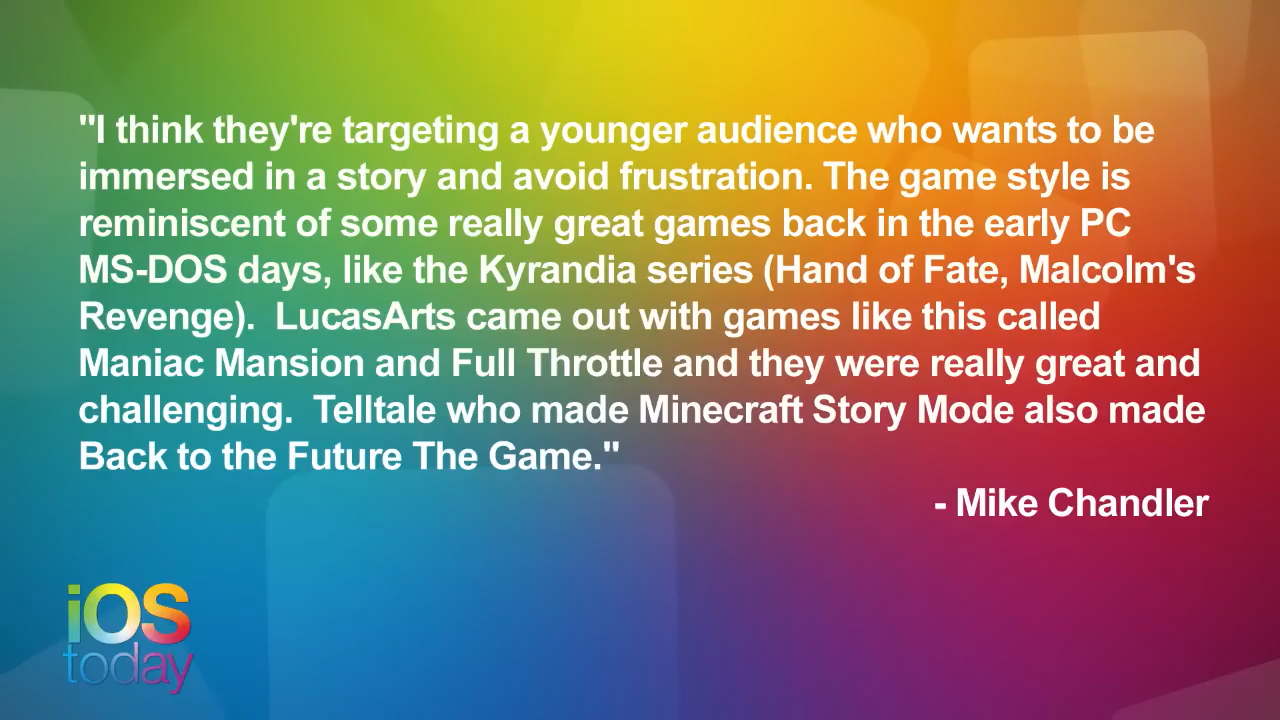 "I think they're targeting a younger audience who wants to be
immersed in a story and avoid frustration. The game style is
reminiscent of some really great games back in the early PC
MS-DOS days, like the Kyrandia series (Hand of Fate, Malcolm's
Revenge).  LucasArts came out with games like this called
Maniac Mansion and Full Throttle and they were really great and
challenging.  Telltale who made Minecraft Story Mode also made
Back to the Future The Game."
- Mike Chandler
iOS
today